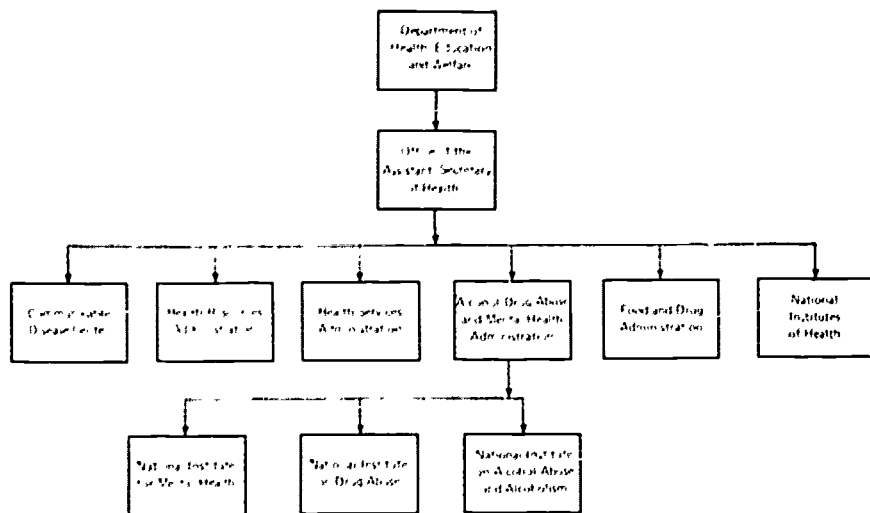 Department of
Health, Education
and Welfare
Office of the
Assistant Secretary
of Health
Communicable
Disease Center
Health Resources
Administration
Health Services
Administration
Alcohol Drug Abuse
and Mental Health
Administration
Food and Drug
Administration
National
Institutes
of Health
National Institute
for Mental Health
National Institute
on Drug Abuse
National Institute
on Alcohol Abuse
and Alcoholism